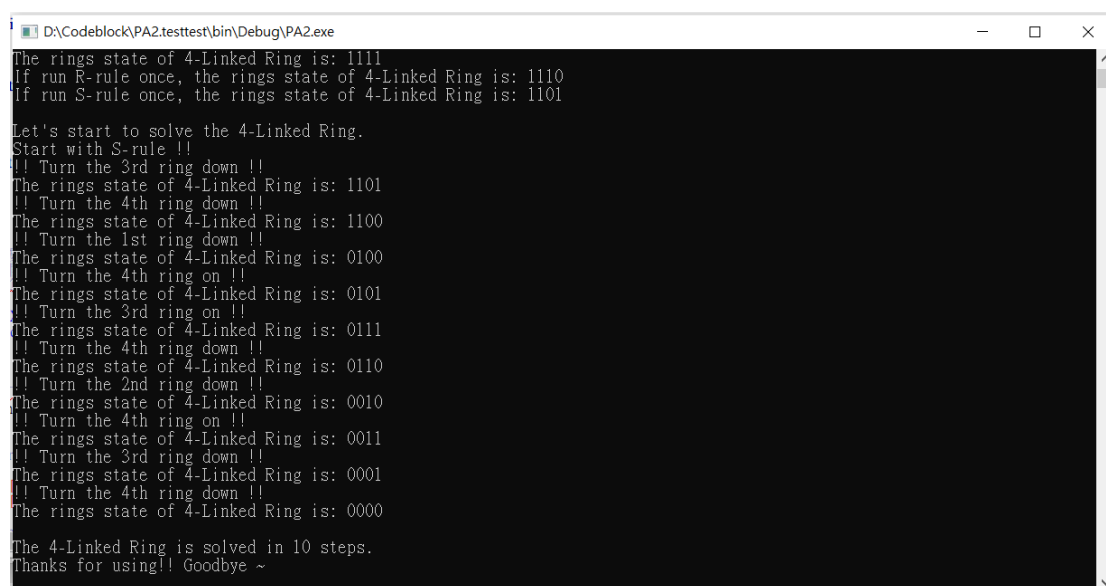 D:\Codeblock\PA2.testtest\bin\Debug\PA2.exe
The rings state of 4-Linked Ring is: 1111
If run R-rule once, the rings state of 4-Linked Ring is: 1110
If run S-rule once, the rings state of 4-Linked Ring is: 1101
Let's start to solve the 4-Linked Ring.
Start with S-rule !!
!! Turn the 3rd ring down !!
The rings state of 4-Linked Ring is: 1101
!! Turn the 4th ring down !!
The rings state of 4-Linked Ring is: 1100
!! Turn the 1st ring down !!
The rings state of 4-Linked Ring is: 0100
!! Turn the 4th ring on !!
The rings state of 4-Linked Ring is: 0101
!! Turn the 3rd ring on !!
The rings state of 4-Linked Ring is: 0111
!! Turn the 4th ring down !!
The rings state of 4-Linked Ring is: 0110
!! Turn the 2nd ring down !!
The rings state of 4-Linked Ring is: 0010
!! Turn the 4th ring on !!
The rings state of 4-Linked Ring is: 0011
!! Turn the 3rd ring down !!
The rings state of 4-Linked Ring is: 0001
!! Turn the 4th ring down !!
The rings state of 4-Linked Ring is: 0000
The 4-Linked Ring is solved in 10 steps.
Thanks for using!! Goodbye ~